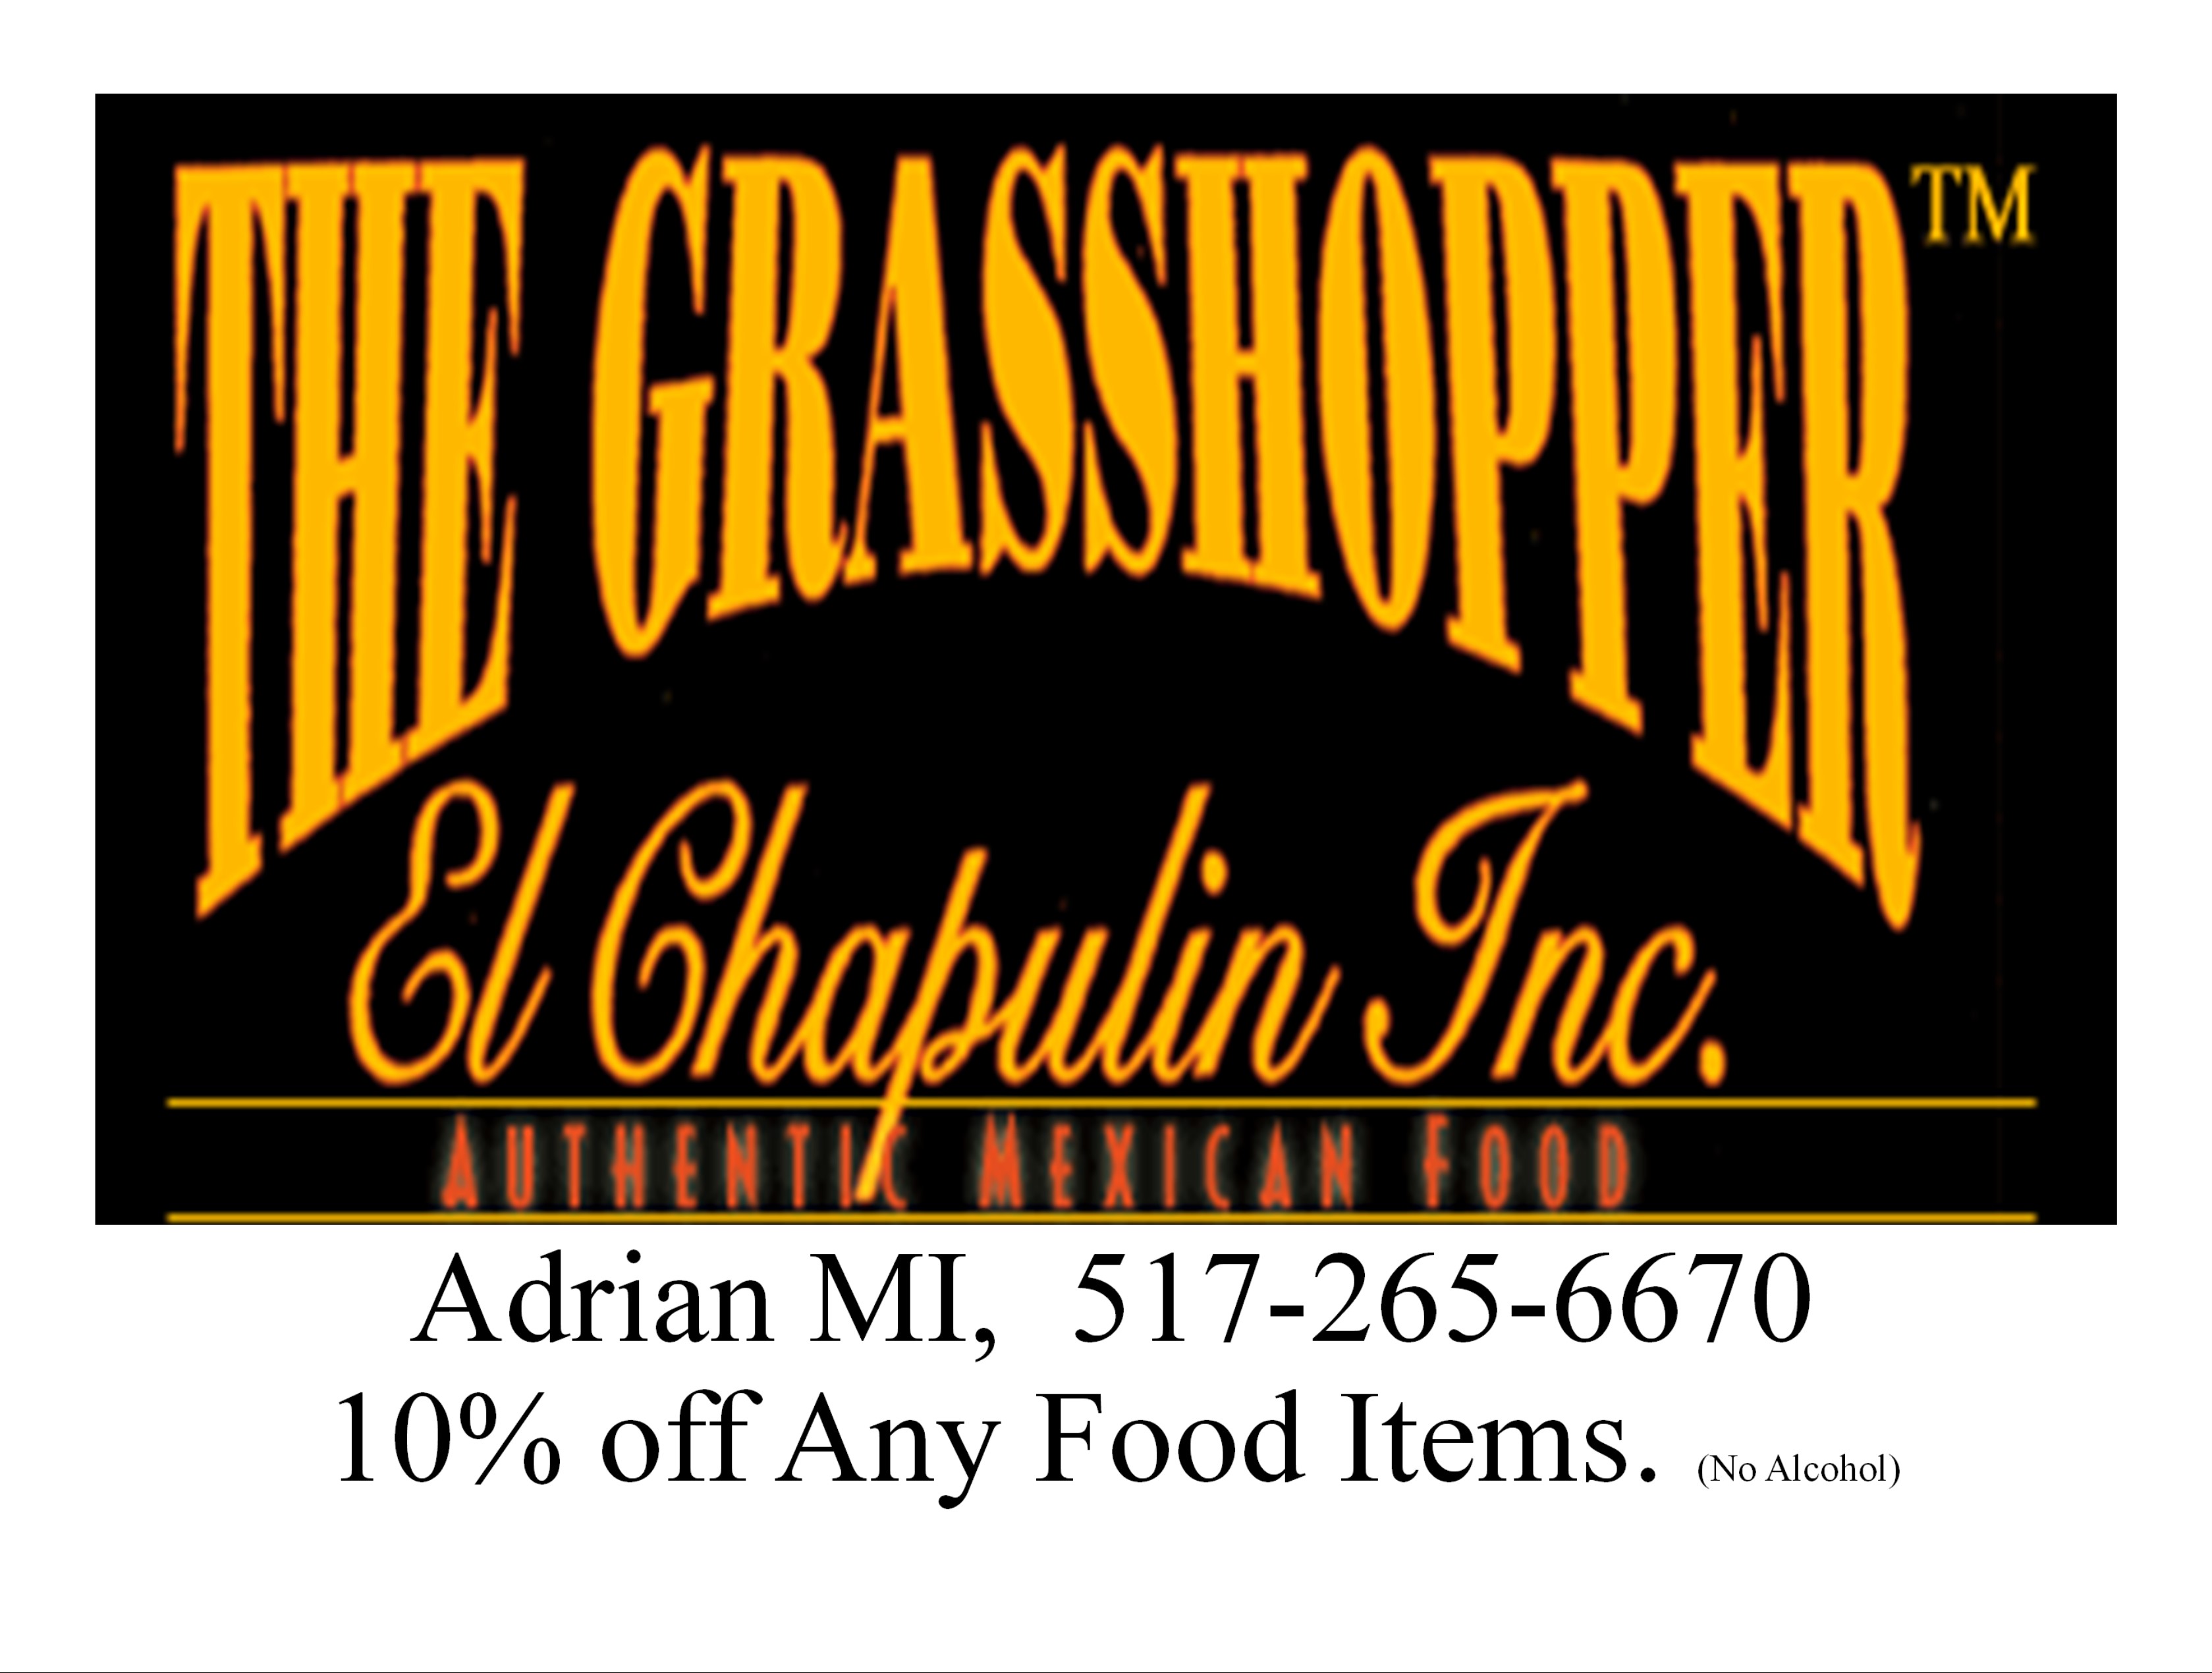 THE GRASSHOPPER™
El Chapulin Inc.
AUTHENTIC MEXICAN FOOD
Adrian MI, 517-265-6670
10% off Any Food Items. (No Alcohol)